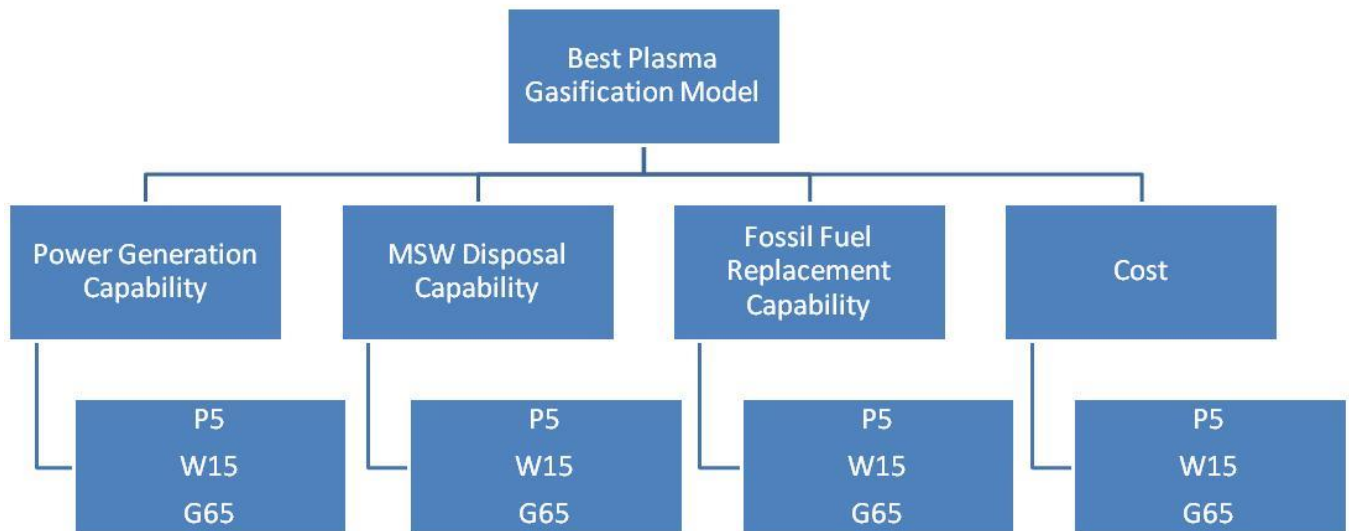 Best Plasma
Gasification Model
Power Generation
Capability
MSW Disposal
Capability
Fossil Fuel
Replacement
Capability
Cost
P5
W15
G65
P5
W15
G65
P5
W15
G65
P5
W15
G65